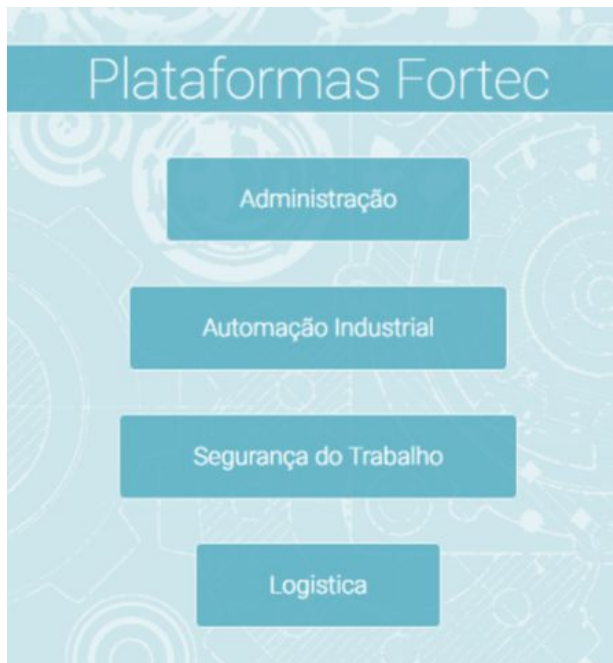 Plataformas Fortec
Administração
Automação Industrial
Segurança do Trabalho
Logistica